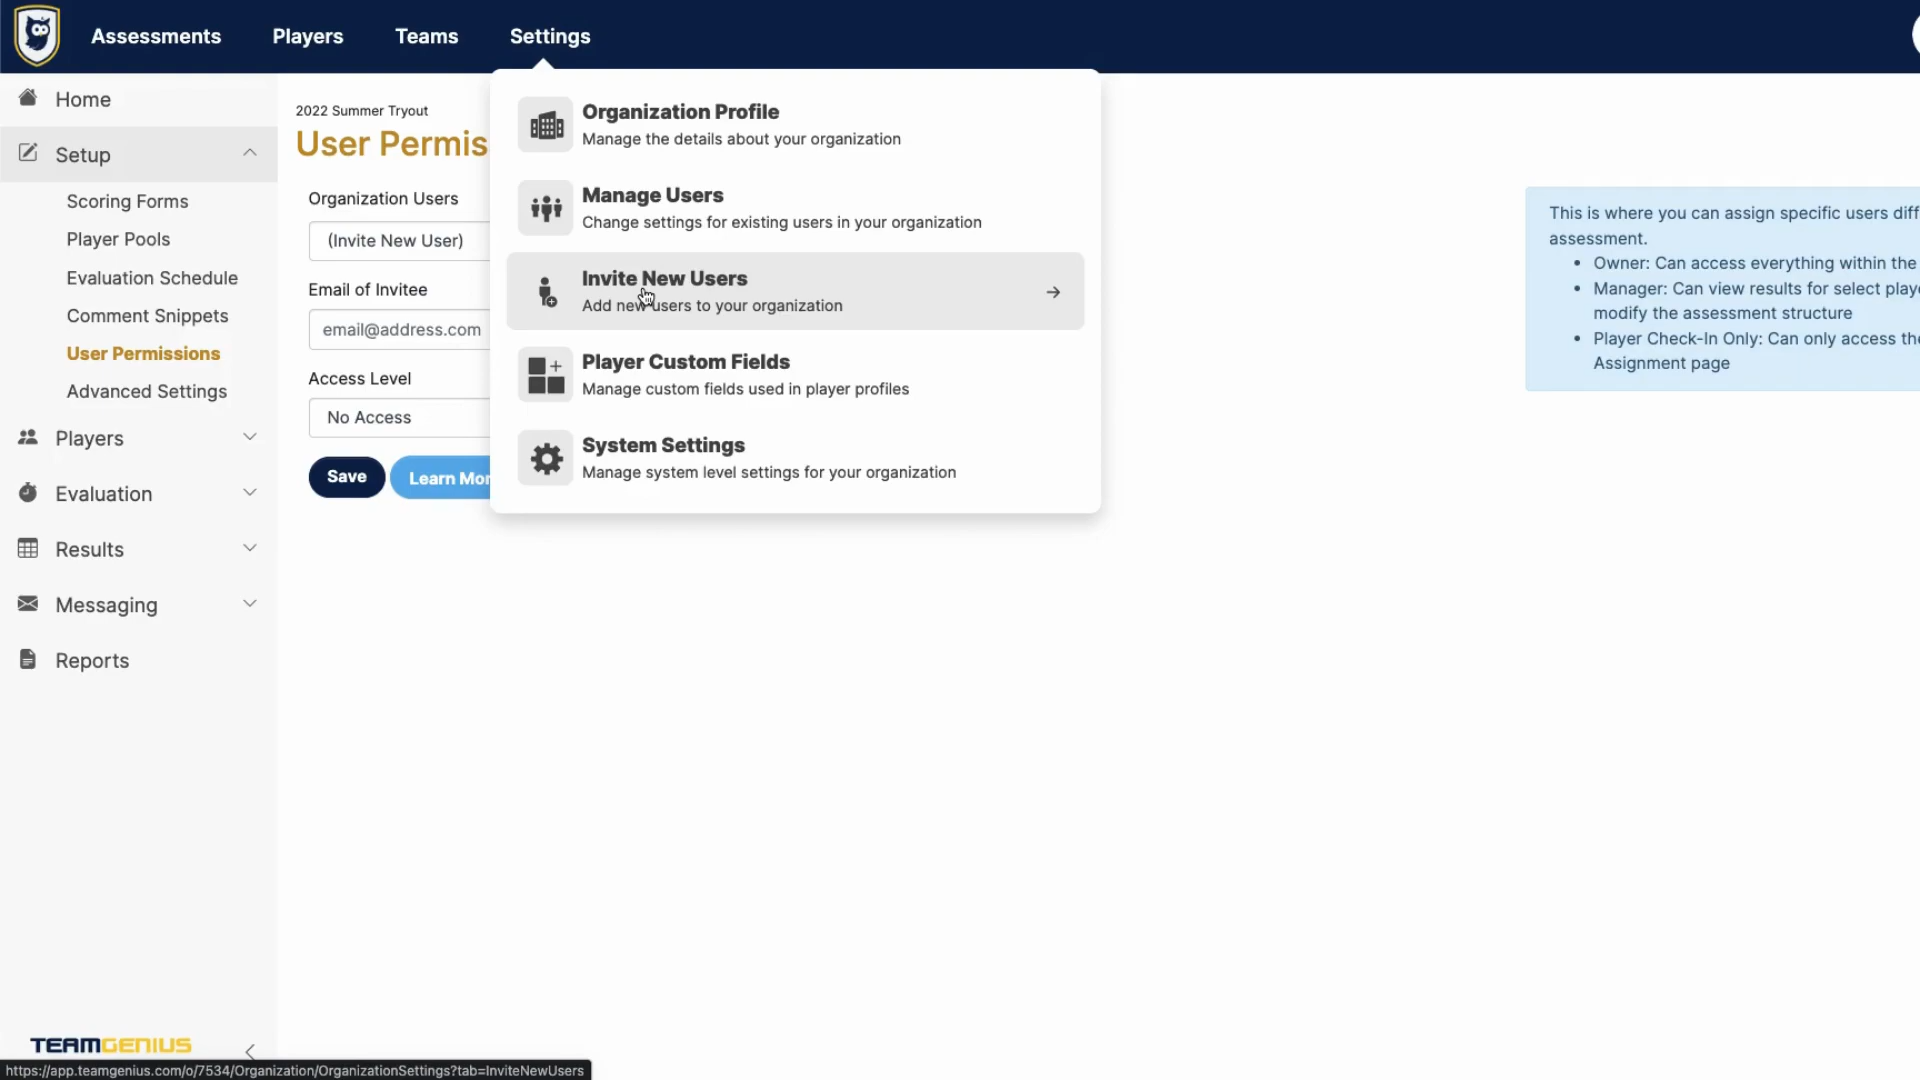 Assessments
Players
Teams
Settings
Home
Setup
Scoring Forms
Player Pools
Evaluation Schedule
Comment Snippets
User Permissions
Advanced Settings
Players
Evaluation
Results
Messaging
Reports
TEAMGENIUS
2022 Summer Tryout
User Permis
Organization Users
(Invite New User)
Email of Invitee
email@address.com
Access Level
No Access
Save
Learn Mor
Organization Profile
Manage the details about your organization
Manage Users
Change settings for existing users in your organization
Invite New Users
Add new users to your organization
Player Custom Fields
Manage custom fields used in player profiles
System Settings
Manage system level settings for your organization
This is where you can assign specific users diff
assessment.
• Owner: Can access everything within the
• Manager: Can view results for select playe
modify the assessment structure
• Player Check-In Only: Can only access the
Assignment page
https://app.teamgenius.com/o/7534/Organization/OrganizationSettings?tab=InviteNewUsers